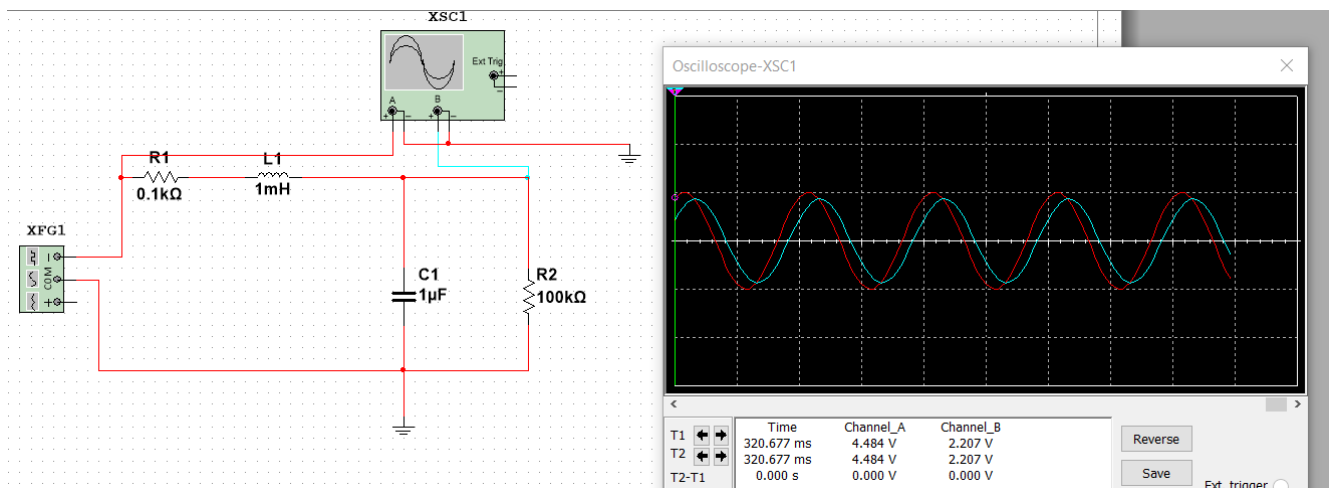 XSC1
Ext Trig
+
-
A
B
+ - + -
Oscilloscope-XSC1
R1
0.1kΩ
L1
1mH
XFG1
COM
- 
+
C1
1µF
R2
100kΩ
Time Channel_A Channel_B
T1 320.677 ms 4.484 V 2.207 V
T2 320.677 ms 4.484 V 2.207 V
T2-T1 0.000 s 0.000 V 0.000 V
Reverse
Save
Ext. trigger